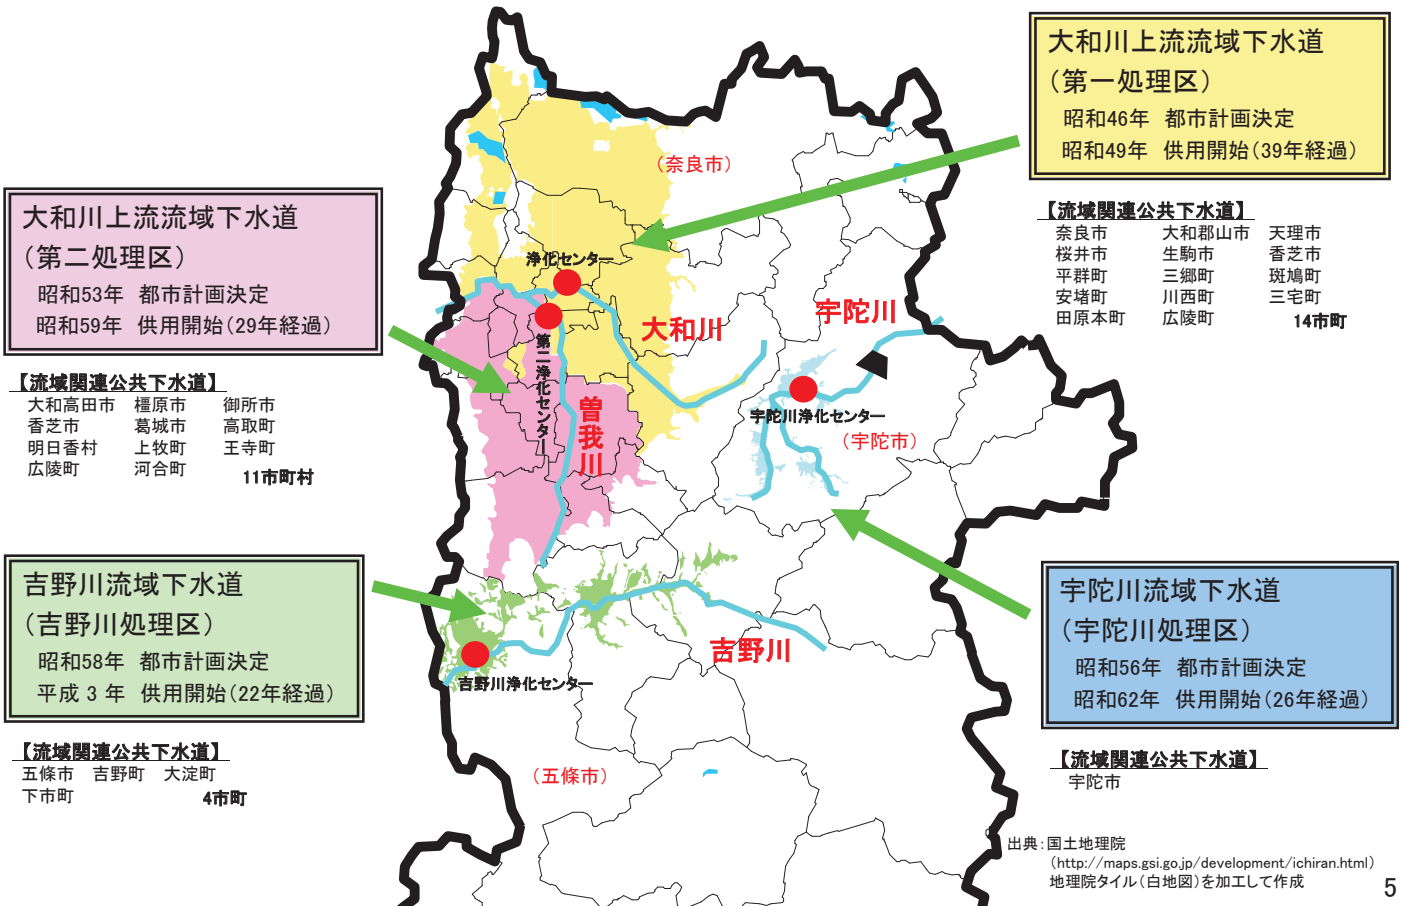 大和川上流流域下水道
（第一処理区）
昭和46年 都市計画決定
昭和49年 供用開始（39年経過）
【流域関連公共下水道】
奈良市 大和郡山市 天理市
桜井市 生駒市 香芝市
平群町 三郷町 斑鳩町
安堵町 川西町 三宅町
田原本町 広陵町
14市町
大和川上流流域下水道
（第二処理区）
昭和53年 都市計画決定
昭和59年 供用開始（29年経過）
【流域関連公共下水道】
大和高田市 橿原市 御所市
香芝市 葛城市 高取町
明日香村 上牧町 王寺町
広陵町 河合町
11市町村
吉野川流域下水道
（吉野川処理区）
昭和58年 都市計画決定
平成３年 供用開始（22年経過）
【流域関連公共下水道】
五條市 吉野町 大淀町
下市町
4市町
宇陀川流域下水道
（宇陀川処理区）
昭和56年 都市計画決定
昭和62年 供用開始（26年経過）
【流域関連公共下水道】
宇陀市
（奈良市）
浄化センター
大和川
宇陀川
第二浄化センター
曽我川
宇陀川浄化センター
（宇陀市）
吉野川
吉野川浄化センター
（五條市）
出典：国土地理院
（http://maps.gsi.go.jp/development/ichiran.html）
地理院タイル（白地図）を加工して作成
5